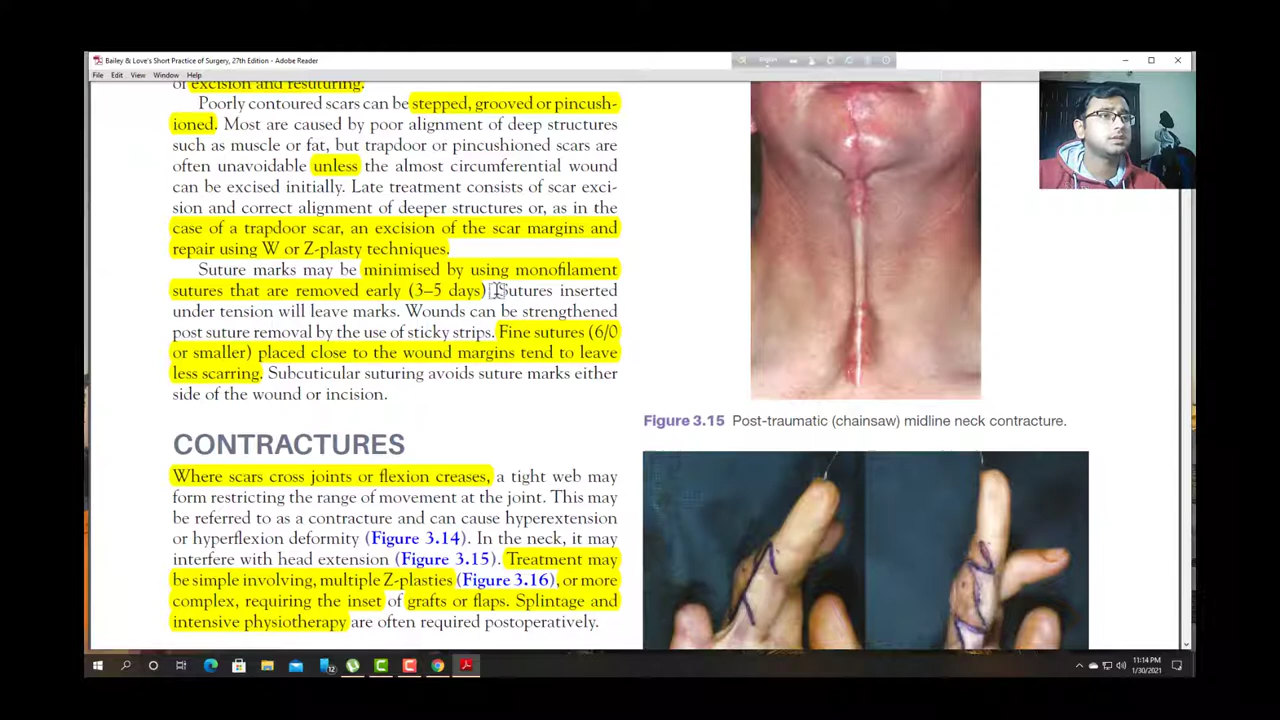 Bailey & Love's Short Practice of Surgery, 27th Edition - Adobe Reader
File Edit View Window Help
or excision and resuturing.
Poorly contoured scars can be stepped, grooved or pincush-
ioned. Most are caused by poor alignment of deep structures
such as muscle or fat, but trapdoor or pincushioned scars are
often unavoidable unless the almost circumferential wound
can be excised initially. Late treatment consists of scar exci-
sion and correct alignment of deeper structures or, as in the
case of a trapdoor scar, an excision of the scar margins and
repair using W or Z-plasty techniques.
Suture marks may be minimised by using monofilament
sutures that are removed early (3–5 days) Sutures inserted
under tension will leave marks. Wounds can be strengthened
post suture removal by the use of sticky strips. Fine sutures (6/0
or smaller) placed close to the wound margins tend to leave
less scarring. Subcuticular suturing avoids suture marks either
side of the wound or incision.
CONTRACTURES
Where scars cross joints or flexion creases, a tight web may
form restricting the range of movement at the joint. This may
be referred to as a contracture and can cause hyperextension
or hyperflexion deformity (Figure 3.14). In the neck, it may
interfere with head extension (Figure 3.15). Treatment may
be simple involving, multiple Z-plasties (Figure 3.16), or more
complex, requiring the inset of grafts or flaps. Splintage and
intensive physiotherapy are often required postoperatively.
Figure 3.15 Post-traumatic (chainsaw) midline neck contracture.
12
11:14 PM
1/30/2021